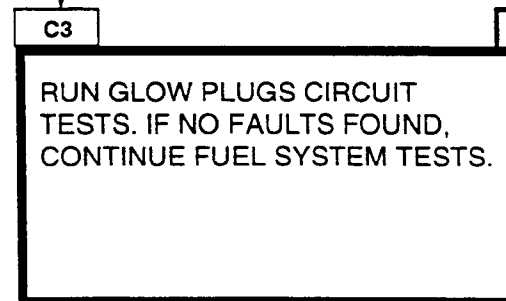 C3
RUN GLOW PLUGS CIRCUIT
TESTS. IF NO FAULTS FOUND,
CONTINUE FUEL SYSTEM TESTS.